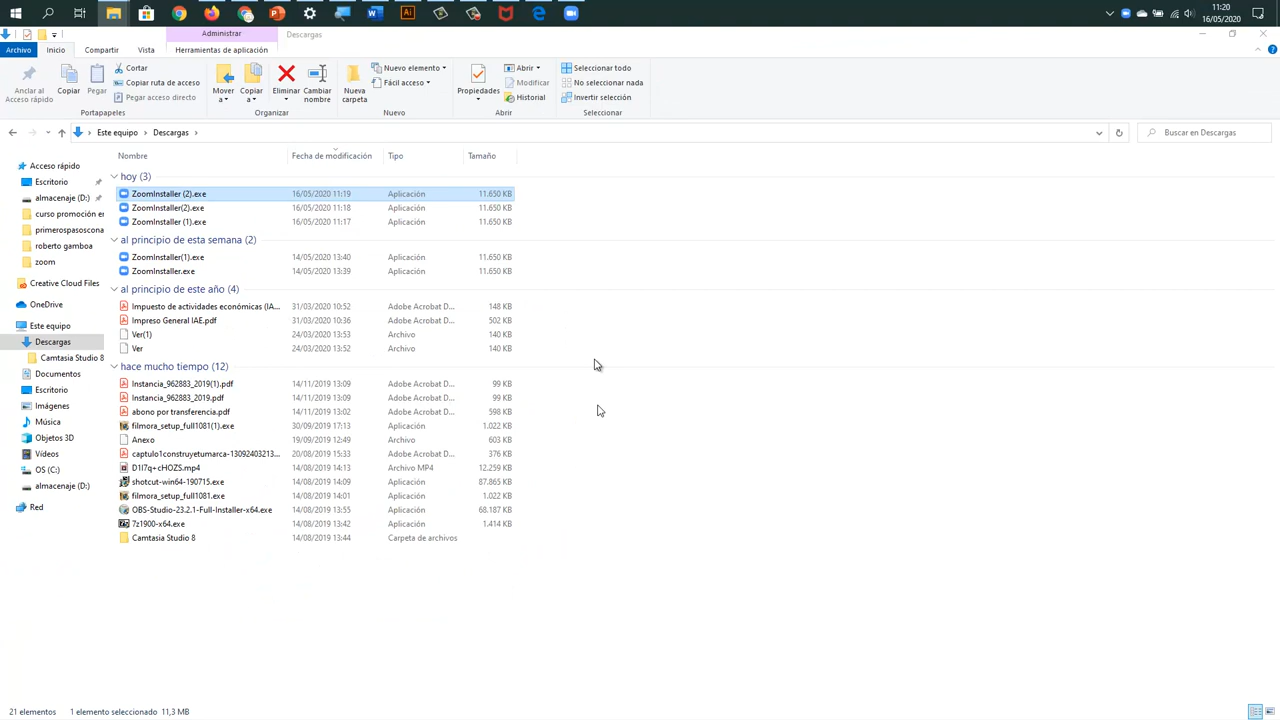 11:20
16/05/2020
Administrar
Descargas
Archivo
Inicio
Compartir
Vista
Herramientas de aplicación
Anclar al
Acceso rápido
Copiar
Pegar
Cortar
Copiar ruta de acceso
Pegar acceso directo
Portapapeles
Mover
a
Copiar
a
Eliminar
Cambiar
nombre
Organizar
Nueva
carpeta
Nuevo elemento
Fácil acceso
Nuevo
Propiedades
Abrir
Modificar
Historial
Abrir
Seleccionar todo
No seleccionar nada
Invertir selección
Seleccionar
Este equipo > Descargas >
Buscar en Descargas
Nombre Fecha de modificación Tipo Tamaño
Acceso rápido
Escritorio
almacenaje (D:)
curso promoción en
primerospasoscona
roberto gamboa
zoom
Creative Cloud Files
OneDrive
Este equipo
Descargas
Camtasia Studio 8
Documentos
Escritorio
Imágenes
Música
Objetos 3D
Vídeos
OS (C:)
almacenaje (D:)
Red
hoy (3)
ZoomInstaller (2).exe 16/05/2020 11:19 Aplicación 11.650 KB
ZoomInstaller(2).exe 16/05/2020 11:18 Aplicación 11.650 KB
ZoomInstaller (1).exe 16/05/2020 11:17 Aplicación 11.650 KB
al principio de esta semana (2)
ZoomInstaller(1).exe 14/05/2020 13:40 Aplicación 11.650 KB
ZoomInstaller.exe 14/05/2020 13:39 Aplicación 11.650 KB
al principio de este año (4)
Impuesto de actividades económicas (IA... 31/03/2020 10:52 Adobe Acrobat D... 148 KB
Impreso General IAE.pdf 31/03/2020 10:36 Adobe Acrobat D... 502 KB
Ver(1) 24/03/2020 13:53 Archivo 140 KB
Ver 24/03/2020 13:52 Archivo 140 KB
hace mucho tiempo (12)
Instancia_962883_2019(1).pdf 14/11/2019 13:09 Adobe Acrobat D... 99 KB
Instancia_962883_2019.pdf 14/11/2019 13:09 Adobe Acrobat D... 99 KB
abono por transferencia.pdf 14/11/2019 13:02 Adobe Acrobat D... 598 KB
filmora_setup_full1081(1).exe 30/09/2019 17:13 Aplicación 1.022 KB
Anexo 19/09/2019 12:49 Archivo 603 KB
captulo1construyetumarca-13092403213... 20/08/2019 15:33 Adobe Acrobat D... 376 KB
D1I7q+cHOZS.mp4 14/08/2019 14:13 Archivo MP4 12.259 KB
shotcut-win64-190715.exe 14/08/2019 14:09 Aplicación 87.865 KB
filmora_setup_full1081.exe 14/08/2019 14:01 Aplicación 1.022 KB
OBS-Studio-23.2.1-Full-Installer-x64.exe 14/08/2019 13:55 Aplicación 68.187 KB
7z1900-x64.exe 14/08/2019 13:42 Aplicación 1.414 KB
Camtasia Studio 8 14/08/2019 13:44 Carpeta de archivos
21 elementos 1 elemento seleccionado 11,3 MB